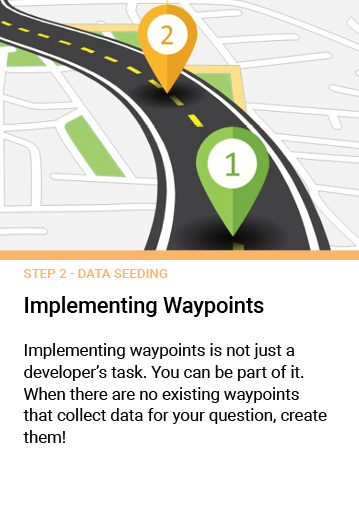 2
1
STEP 2 - DATA SEEDING
Implementing Waypoints
Implementing waypoints is not just a
developer’s task. You can be part of it.
When there are no existing waypoints
that collect data for your question, create
them!